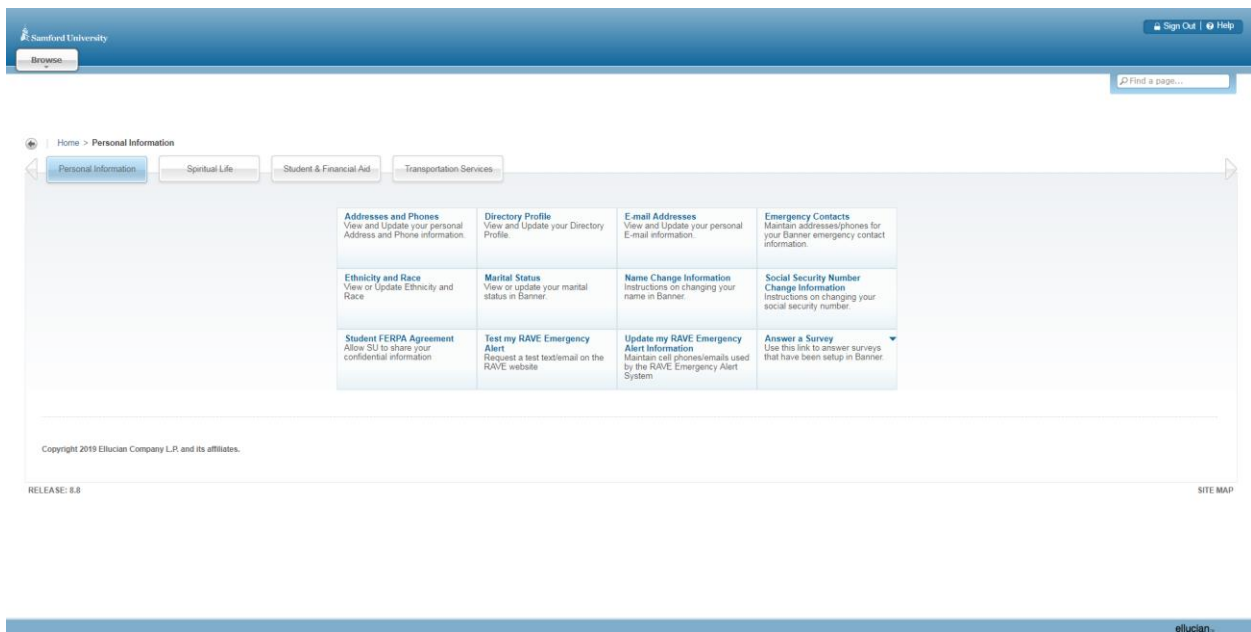 Samford University
Sign Out | Help
Browse
Find a page...
Home > Personal Information
Personal Information
Spiritual Life
Student & Financial Aid
Transportation Services
Addresses and Phones
View and Update your personal
Address and Phone information.
Directory Profile
View and Update your Directory
Profile.
E-mail Addresses
View and Update your personal
E-mail information.
Emergency Contacts
Maintain addresses/phones for
your Banner emergency contact
information.
Ethnicity and Race
View or Update Ethnicity and
Race
Marital Status
View or update your marital
status in Banner.
Name Change Information
Instructions on changing your
name in Banner.
Social Security Number
Change Information
Instructions on changing your
social security number.
Student FERPA Agreement
Allow SU to share your
confidential information
Test my RAVE Emergency
Alert
Request a test text/email on the
RAVE website
Update my RAVE Emergency
Alert Information
Maintain cell phones/emails used
by the RAVE Emergency Alert
System
Answer a Survey
Use this link to answer surveys
that have been setup in Banner.
Copyright 2019 Ellucian Company L.P. and its affiliates.
RELEASE: 8.8
SITE MAP
ellucian